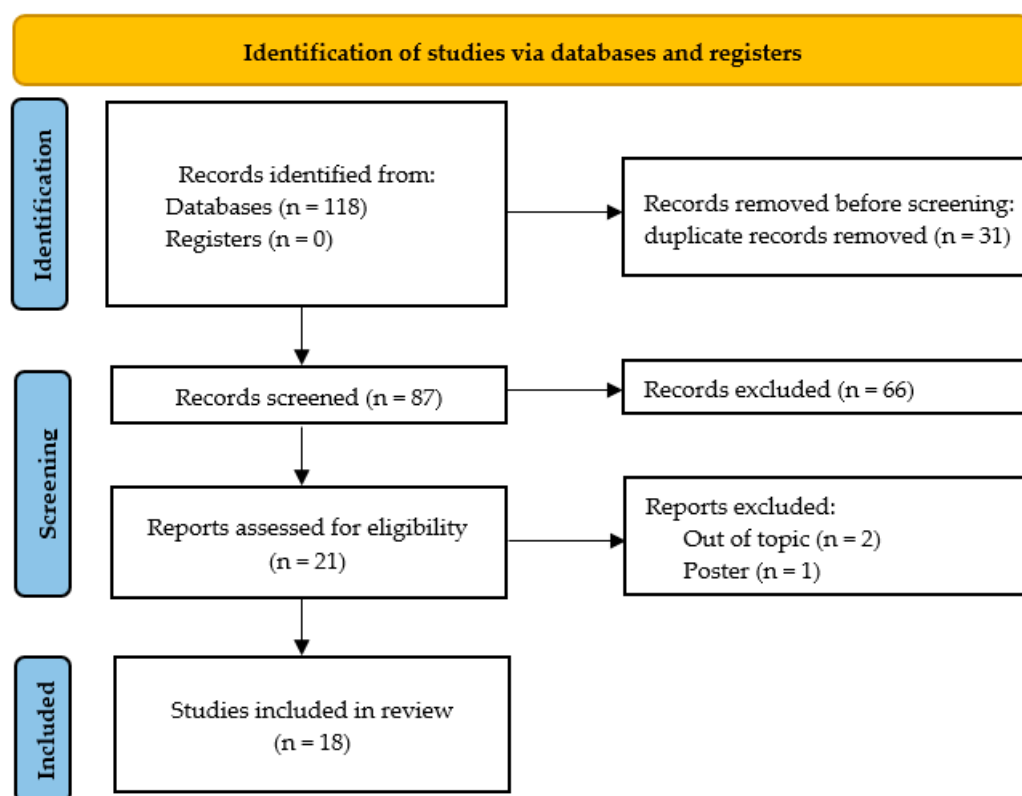 Identification of studies via databases and registers
Identification
Records identified from:
Databases (n = 118)
Registers (n = 0)
Records removed before screening:
duplicate records removed (n = 31)
Screening
Records screened (n = 87)
Records excluded (n = 66)
Reports assessed for eligibility
(n = 21)
Reports excluded:
Out of topic (n = 2)
Poster (n = 1)
Included
Studies included in review
(n = 18)